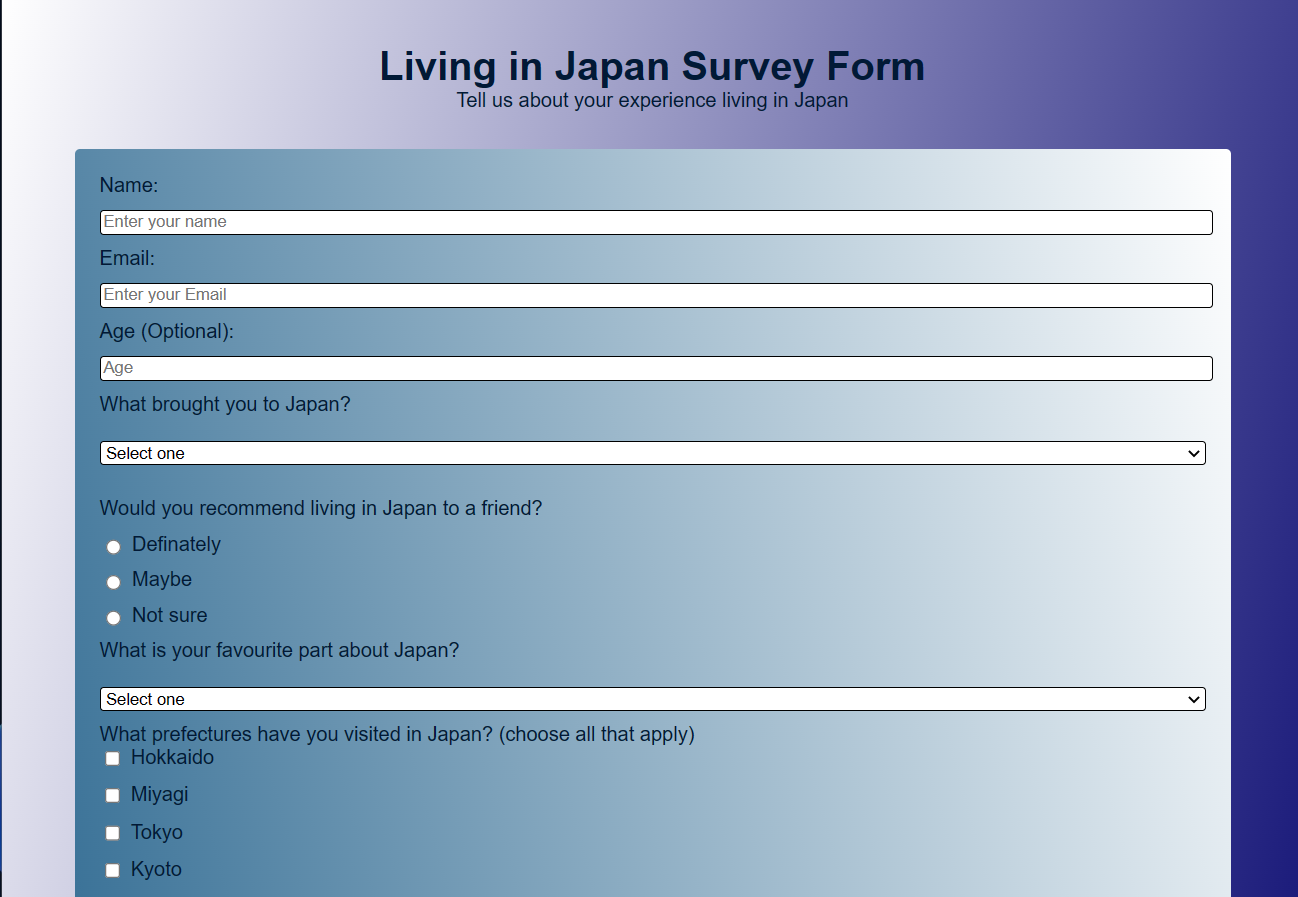 Living in Japan Survey Form
Tell us about your experience living in Japan
Name:
Enter your name
Email:
Enter your Email
Age (Optional):
Age
What brought you to Japan?
Select one
Would you recommend living in Japan to a friend?
Definately
Maybe
Not sure
What is your favourite part about Japan?
Select one
What prefectures have you visited in Japan? (choose all that apply)
Hokkaido
Miyagi
Tokyo
Kyoto